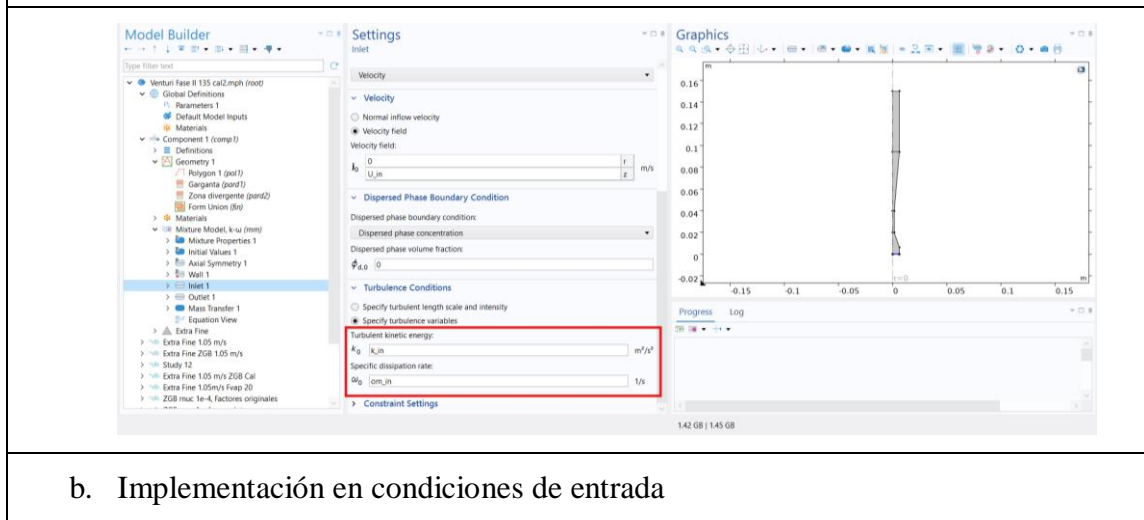 Model Builder
Type filter text
Venturi Fase II 135 cal2.mph (root)
Global Definitions
Parameters 1
Default Model Inputs
Materials
Component 1 (comp1)
Definitions
Geometry 1
Polygon 1 (pol1)
Garganta (pard1)
Zona divergente (pard2)
Form Union (fin)
Materials
Mixture Model, k-ω (mm)
Mixture Properties 1
Initial Values 1
Axial Symmetry 1
Wall 1
Inlet 1
Outlet 1
Mass Transfer 1
Equation View
Extra Fine
Extra Fine 1.05 m/s
Extra Fine ZGB 1.05 m/s
Study 12
Extra Fine 1.05 m/s ZGB Cal
Extra Fine 1.05m/s Fvap 20
ZGB muc 1e-4, Factores originales
Settings
Inlet
Velocity
Velocity
Normal inflow velocity
Velocity field
Velocity field:
0 r
U_in z
m/s
Dispersed Phase Boundary Condition
Dispersed phase boundary condition:
Dispersed phase concentration
Dispersed phase volume fraction:
ϕd,0 0
Turbulence Conditions
Specify turbulent length scale and intensity
Specify turbulence variables
Turbulent kinetic energy:
k0 k_in m²/s²
Specific dissipation rate:
ω0 om_in 1/s
Constraint Settings
Graphics
m
0.16
0.14
0.12
0.1
0.08
0.06
0.04
0.02
0
-0.02
r=0
m
-0.15 -0.1 -0.05 0 0.05 0.1 0.15
Progress Log
1.42 GB | 1.45 GB
b. Implementación en condiciones de entrada